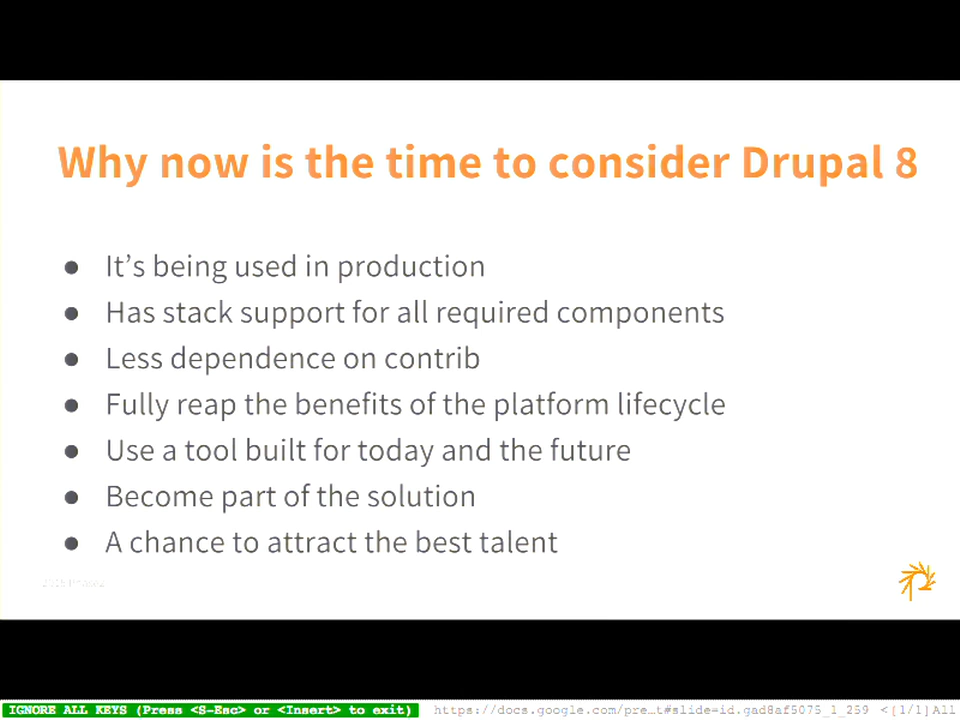 Why now is the time to consider Drupal 8
● It's being used in production
● Has stack support for all required components
● Less dependence on contrib
● Fully reap the benefits of the platform lifecycle
● Use a tool built for today and the future
● Become part of the solution
● A chance to attract the best talent
IGNORE ALL KEYS (Press <S-Esc> or <Insert> to exit) https://docs.google.com/pre…t#slide=id.gad8af5075_1_259 <(1/1]All